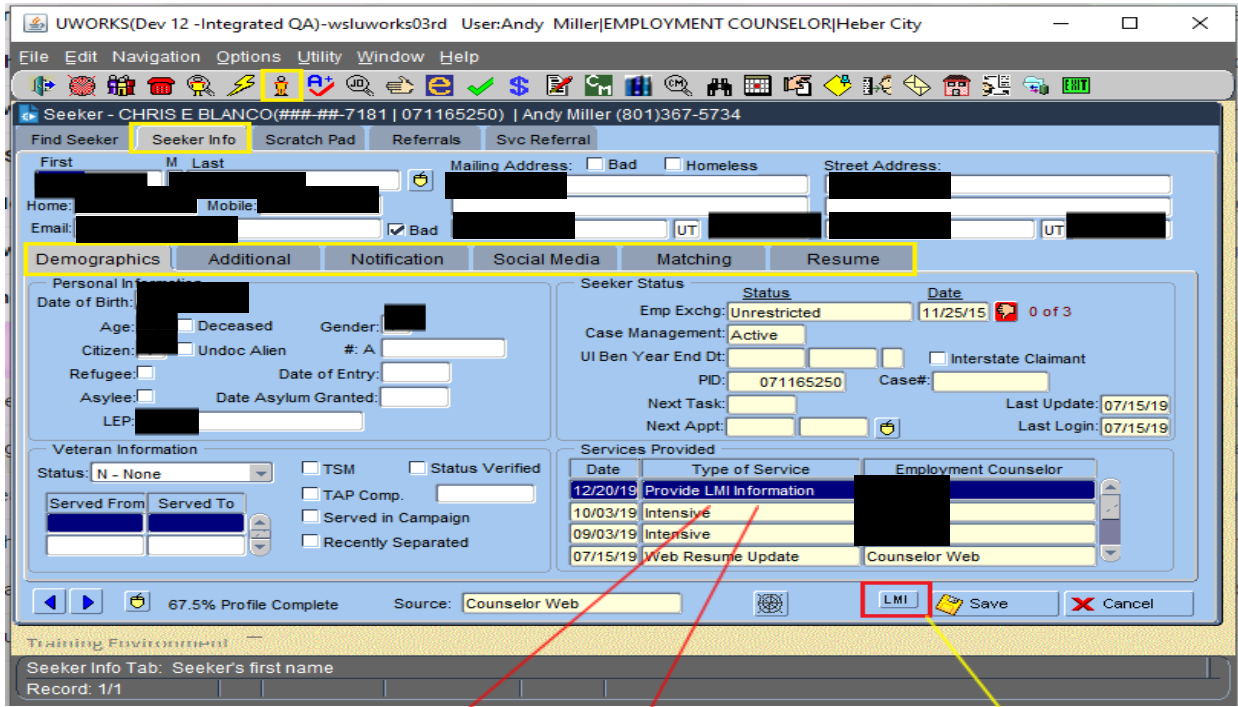 UWORKS(Dev 12 -Integrated QA)-wsluworks03rd User:Andy Miller|EMPLOYMENT COUNSELOR|Heber City
File Edit Navigation Options Utility Window Help
JD C-M CM EXIT
Seeker - CHRIS E BLANCO(###-##-7181 | 071165250) | Andy Miller (801)367-5734
Find Seeker Seeker Info Scratch Pad Referrals Svc Referral
First M Last Mailing Address: Bad Homeless Street Address:
Home: Mobile:
Email: Bad UT UT
Demographics Additional Notification Social Media Matching Resume
Personal Information Seeker Status
Status Date
Date of Birth: Emp Exchg: Unrestricted 11/25/15 0 of 3
Age: Deceased Gender: Case Management: Active
Citizen: Undoc Alien #: A UI Ben Year End Dt: Interstate Claimant
Refugee: Date of Entry: PID: 071165250 Case#:
Asylee: Date Asylum Granted: Next Task: Last Update: 07/15/19
LEP: Next Appt: Last Login: 07/15/19
Veteran Information Services Provided
Status: N - None TSM Status Verified Date Type of Service Employment Counselor
TAP Comp. 12/20/19 Provide LMI Information
Served From Served To Served in Campaign 10/03/19 Intensive
Recently Separated 09/03/19 Intensive
07/15/19 Web Resume Update Counselor Web
67.5% Profile Complete Source: Counselor Web LMI Save Cancel
Training Environment
Seeker Info Tab: Seeker's first name
Record: 1/1